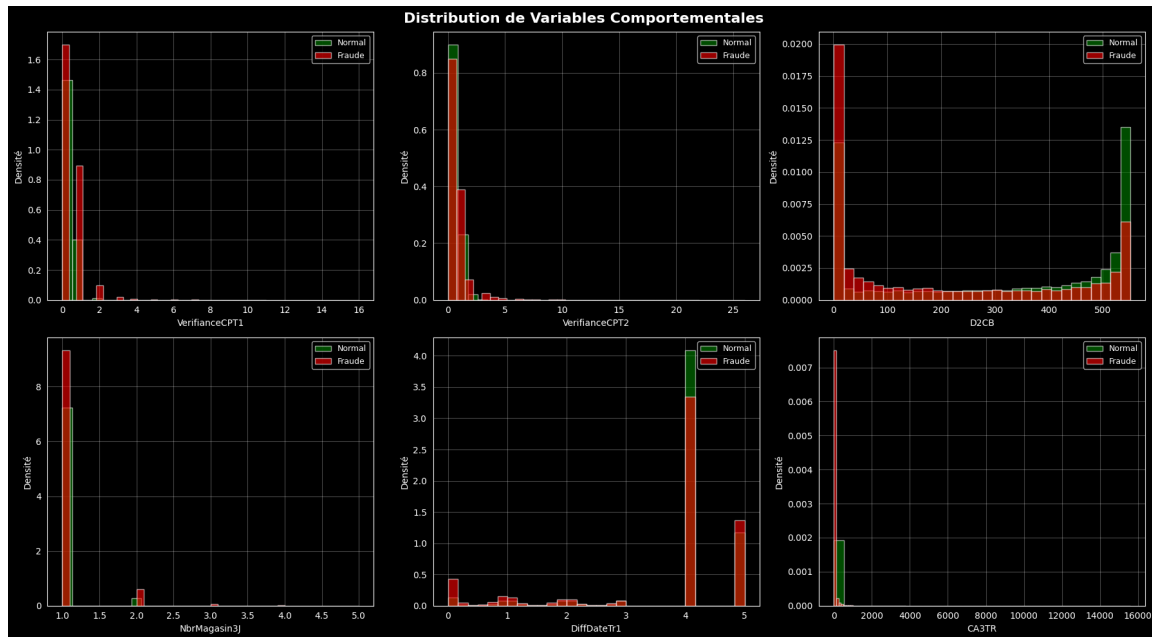 Distribution de Variables Comportementales
Densité
1.6
1.4
1.2
1.0
0.8
0.6
0.4
0.2
0.0
0 2 4 6 8 10 12 14 16
VerifianceCPT1
Normal
Fraude
Densité
0.8
0.6
0.4
0.2
0.0
0 5 10 15 20 25
VerifianceCPT2
Normal
Fraude
Densité
0.0200
0.0175
0.0150
0.0125
0.0100
0.0075
0.0050
0.0025
0.0000
0 100 200 300 400 500
D2CB
Normal
Fraude
Densité
8
6
4
2
0
1.0 1.5 2.0 2.5 3.0 3.5 4.0 4.5 5.0
NbrMagasin3J
Normal
Fraude
Densité
4.0
3.5
3.0
2.5
2.0
1.5
1.0
0.5
0.0
0 1 2 3 4 5
DiffDateTr1
Normal
Fraude
Densité
0.007
0.006
0.005
0.004
0.003
0.002
0.001
0.000
0 2000 4000 6000 8000 10000 12000 14000 16000
CA3TR
Normal
Fraude